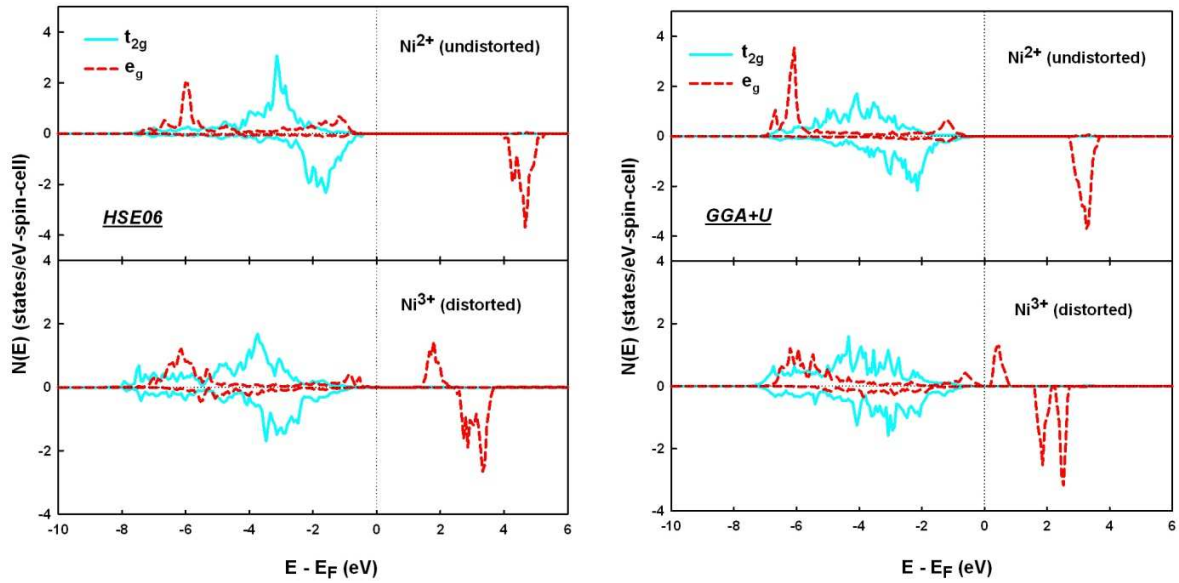 t2g
eg
Ni2+ (undistorted)
2
0
-2
-4
HSE06
Ni3+ (distorted)
2
0
-2
-4
-10
-8
-6
-4
-2
0
2
4
6
N(E) (states/eV-spin-cell)
E - EF (eV)
t2g
eg
Ni2+ (undistorted)
4
2
0
-2
-4
GGA+U
Ni3+ (distorted)
2
0
-2
-4
-10
-8
-6
-4
-2
0
2
4
6
N(E) (states/eV-spin-cell)
E - EF (eV)
4